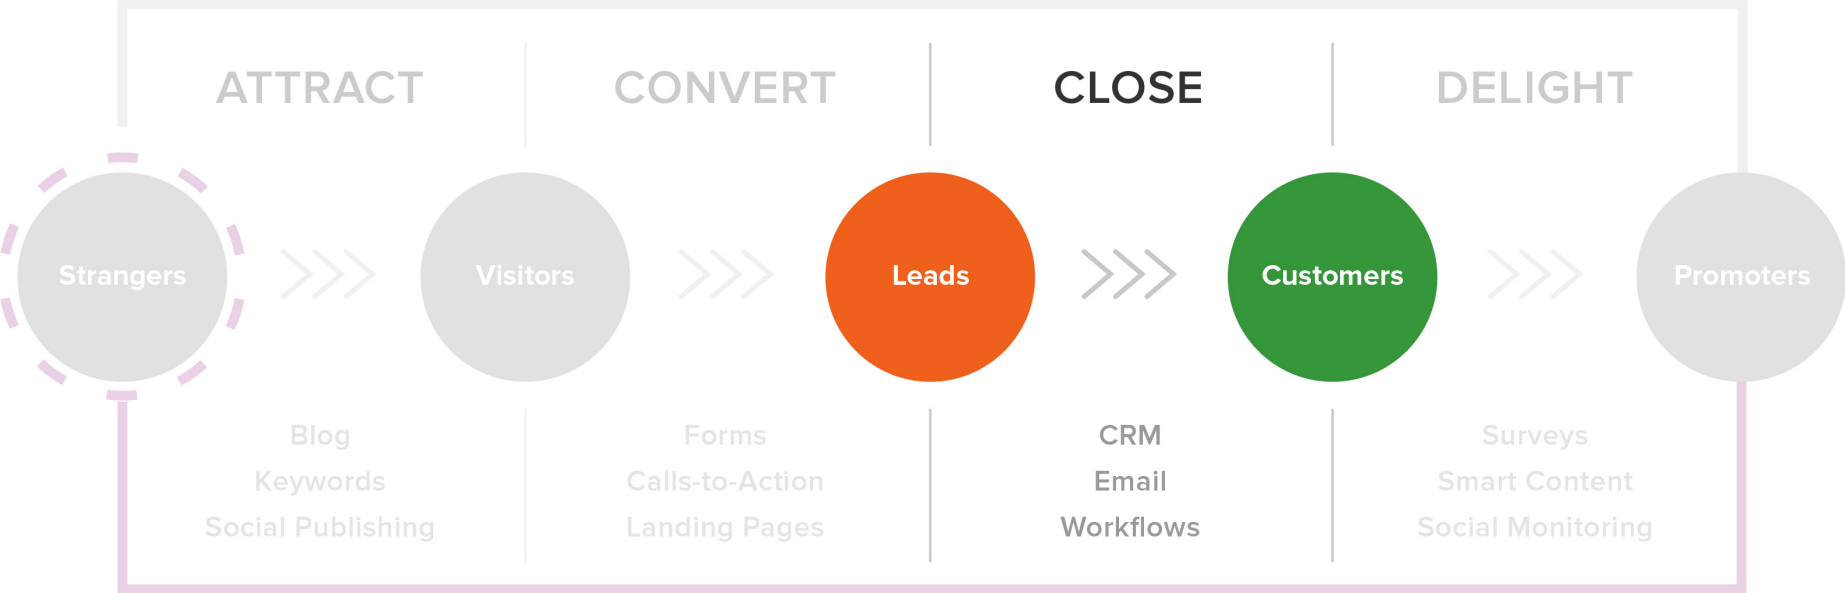 ATTRACT
CONVERT
CLOSE
DELIGHT
Strangers
Visitors
Leads
Customers
Promoters
Blog
Keywords
Social Publishing
Forms
Calls-to-Action
Landing Pages
CRM
Email
Workflows
Surveys
Smart Content
Social Monitoring